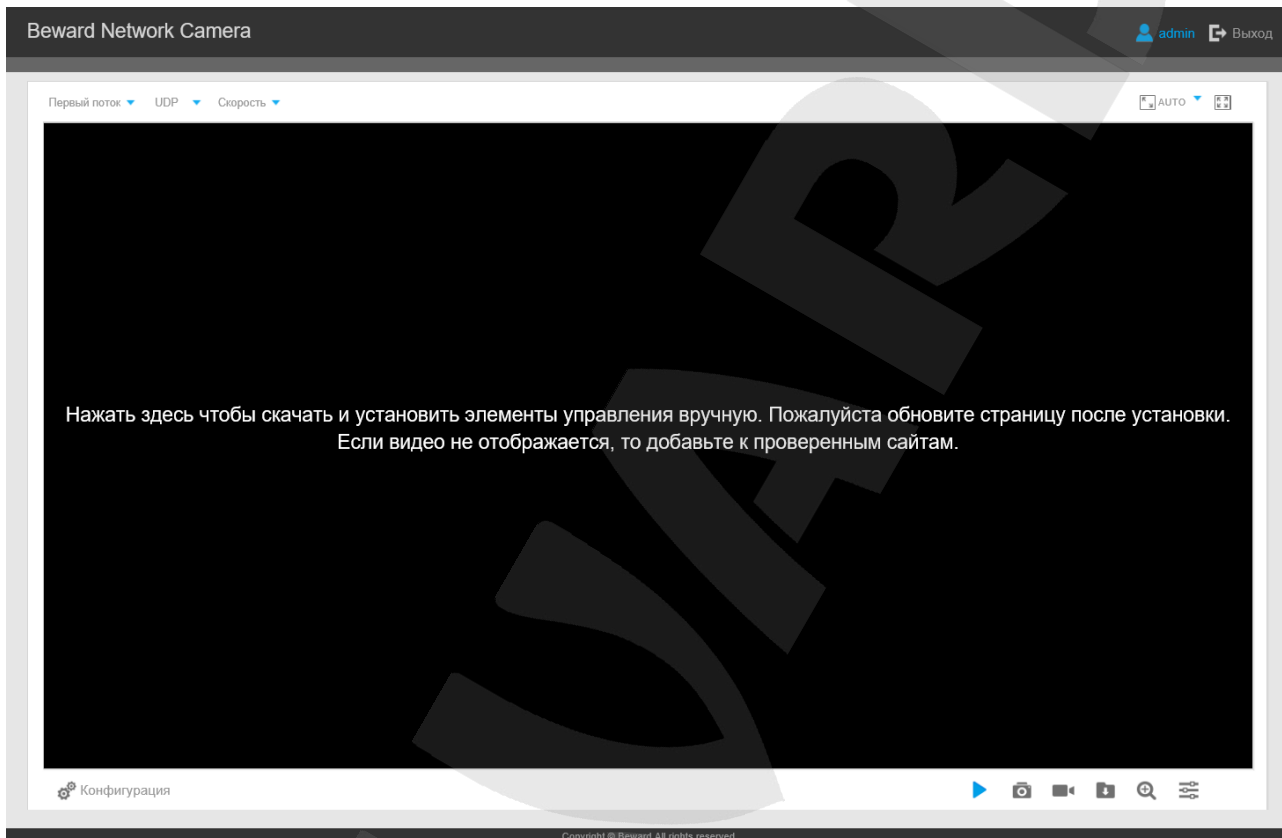 Beward Network Camera
admin Выход
Первый поток UDP Скорость AUTO
Нажать здесь чтобы скачать и установить элементы управления вручную. Пожалуйста обновите страницу после установки.
Если видео не отображается, то добавьте к проверенным сайтам.
Конфигурация
Copyright © Beward All rights reserved